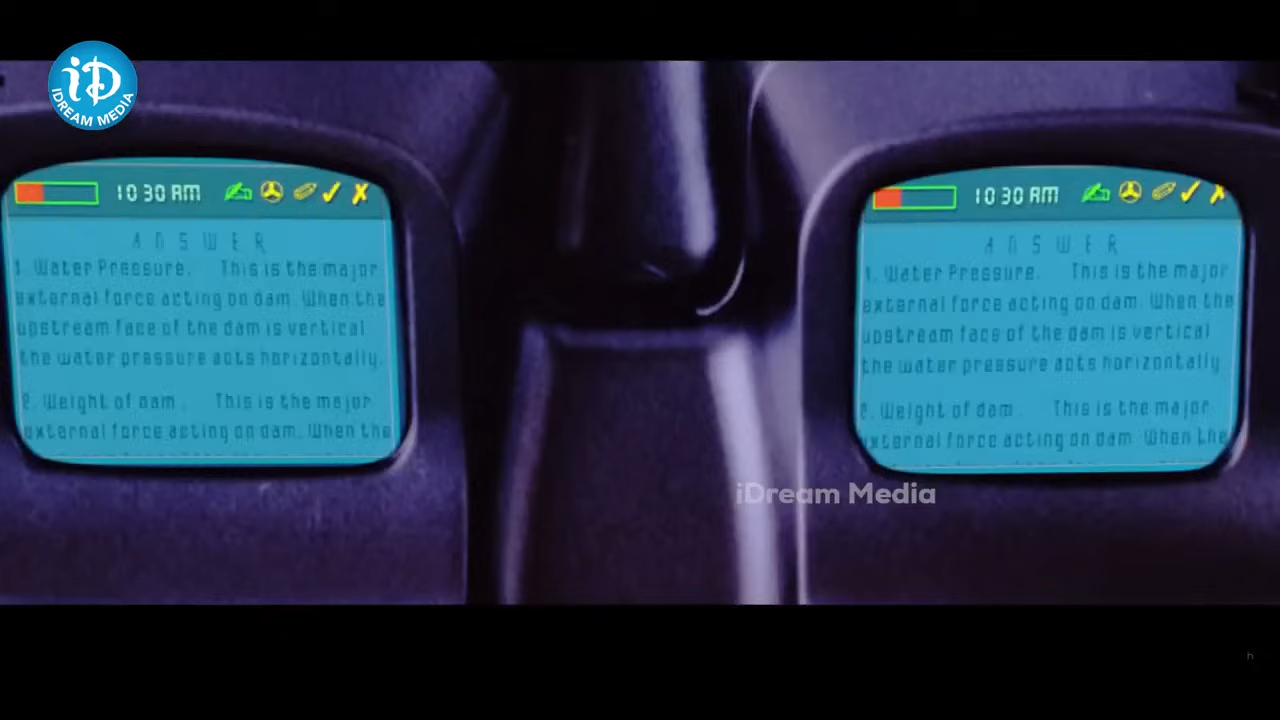 iD
IDREAM MEDIA
10 30 AM
A N S W E R
1. Water Pressure. This is the major
external force acting on dam. When the
upstream face of the dam is vertical
the water pressure acts horizontally.
2. Weight of dam. This is the major
external force acting on dam. When the
10 30 AM
A N S W E R
1. Water Pressure. This is the major
external force acting on dam. When the
upstream face of the dam is vertical
the water pressure acts horizontally
2. Weight of dam. This is the major
external force acting on dam. When the
iDream Media
h